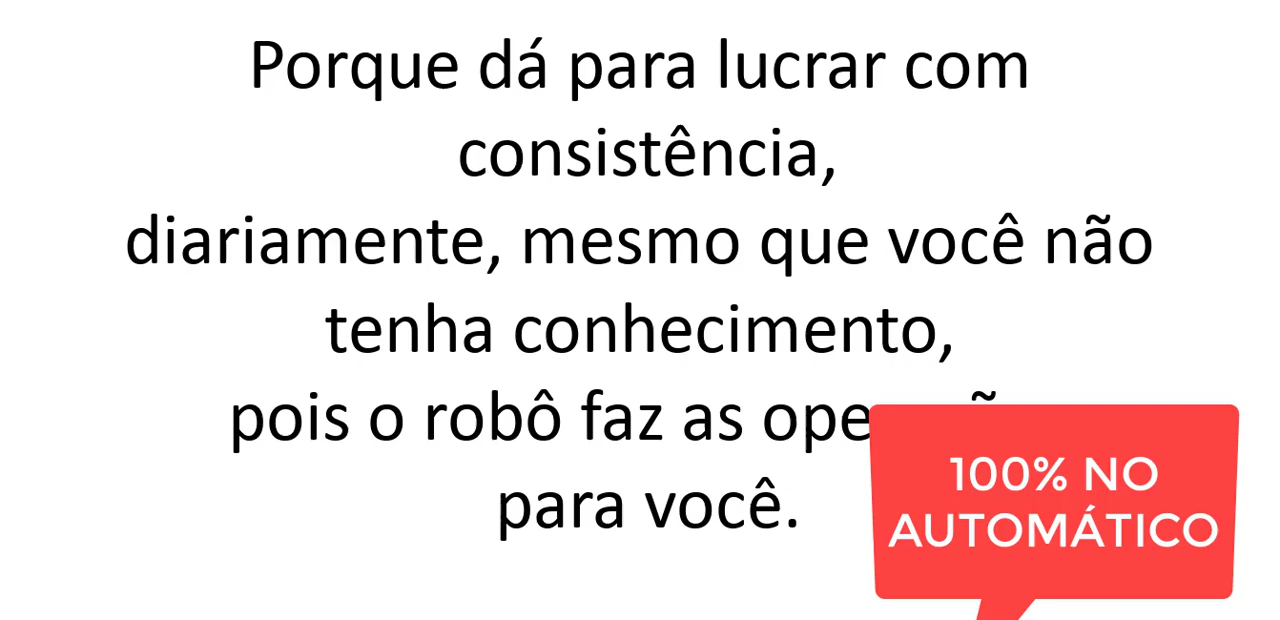 Porque dá para lucrar com
consistência,
diariamente, mesmo que você não
tenha conhecimento,
pois o robô faz as
para você.
100% NO
AUTOMÁTICO